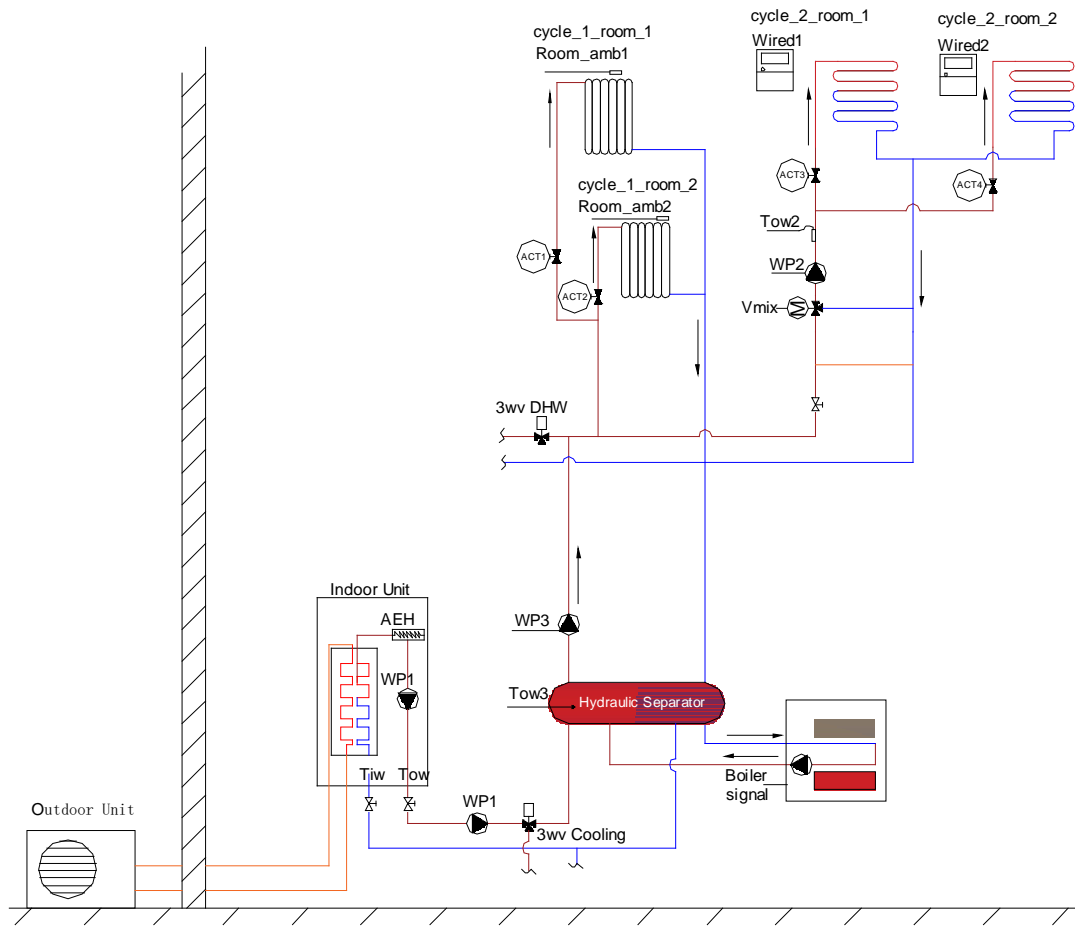 cycle_1_room_1
Room_amb1
cycle_2_room_1
Wired1
cycle_2_room_2
Wired2
cycle_1_room_2
Room_amb2
ACT3
ACT4
Tow2
ACT1
WP2
ACT2
Vmix
M
3wv DHW
Indoor Unit
AEH
WP3
WP1
Tow3
Hydraulic Separator
Tiw
Tow
Boiler
signal
WP1
3wv Cooling
Outdoor Unit